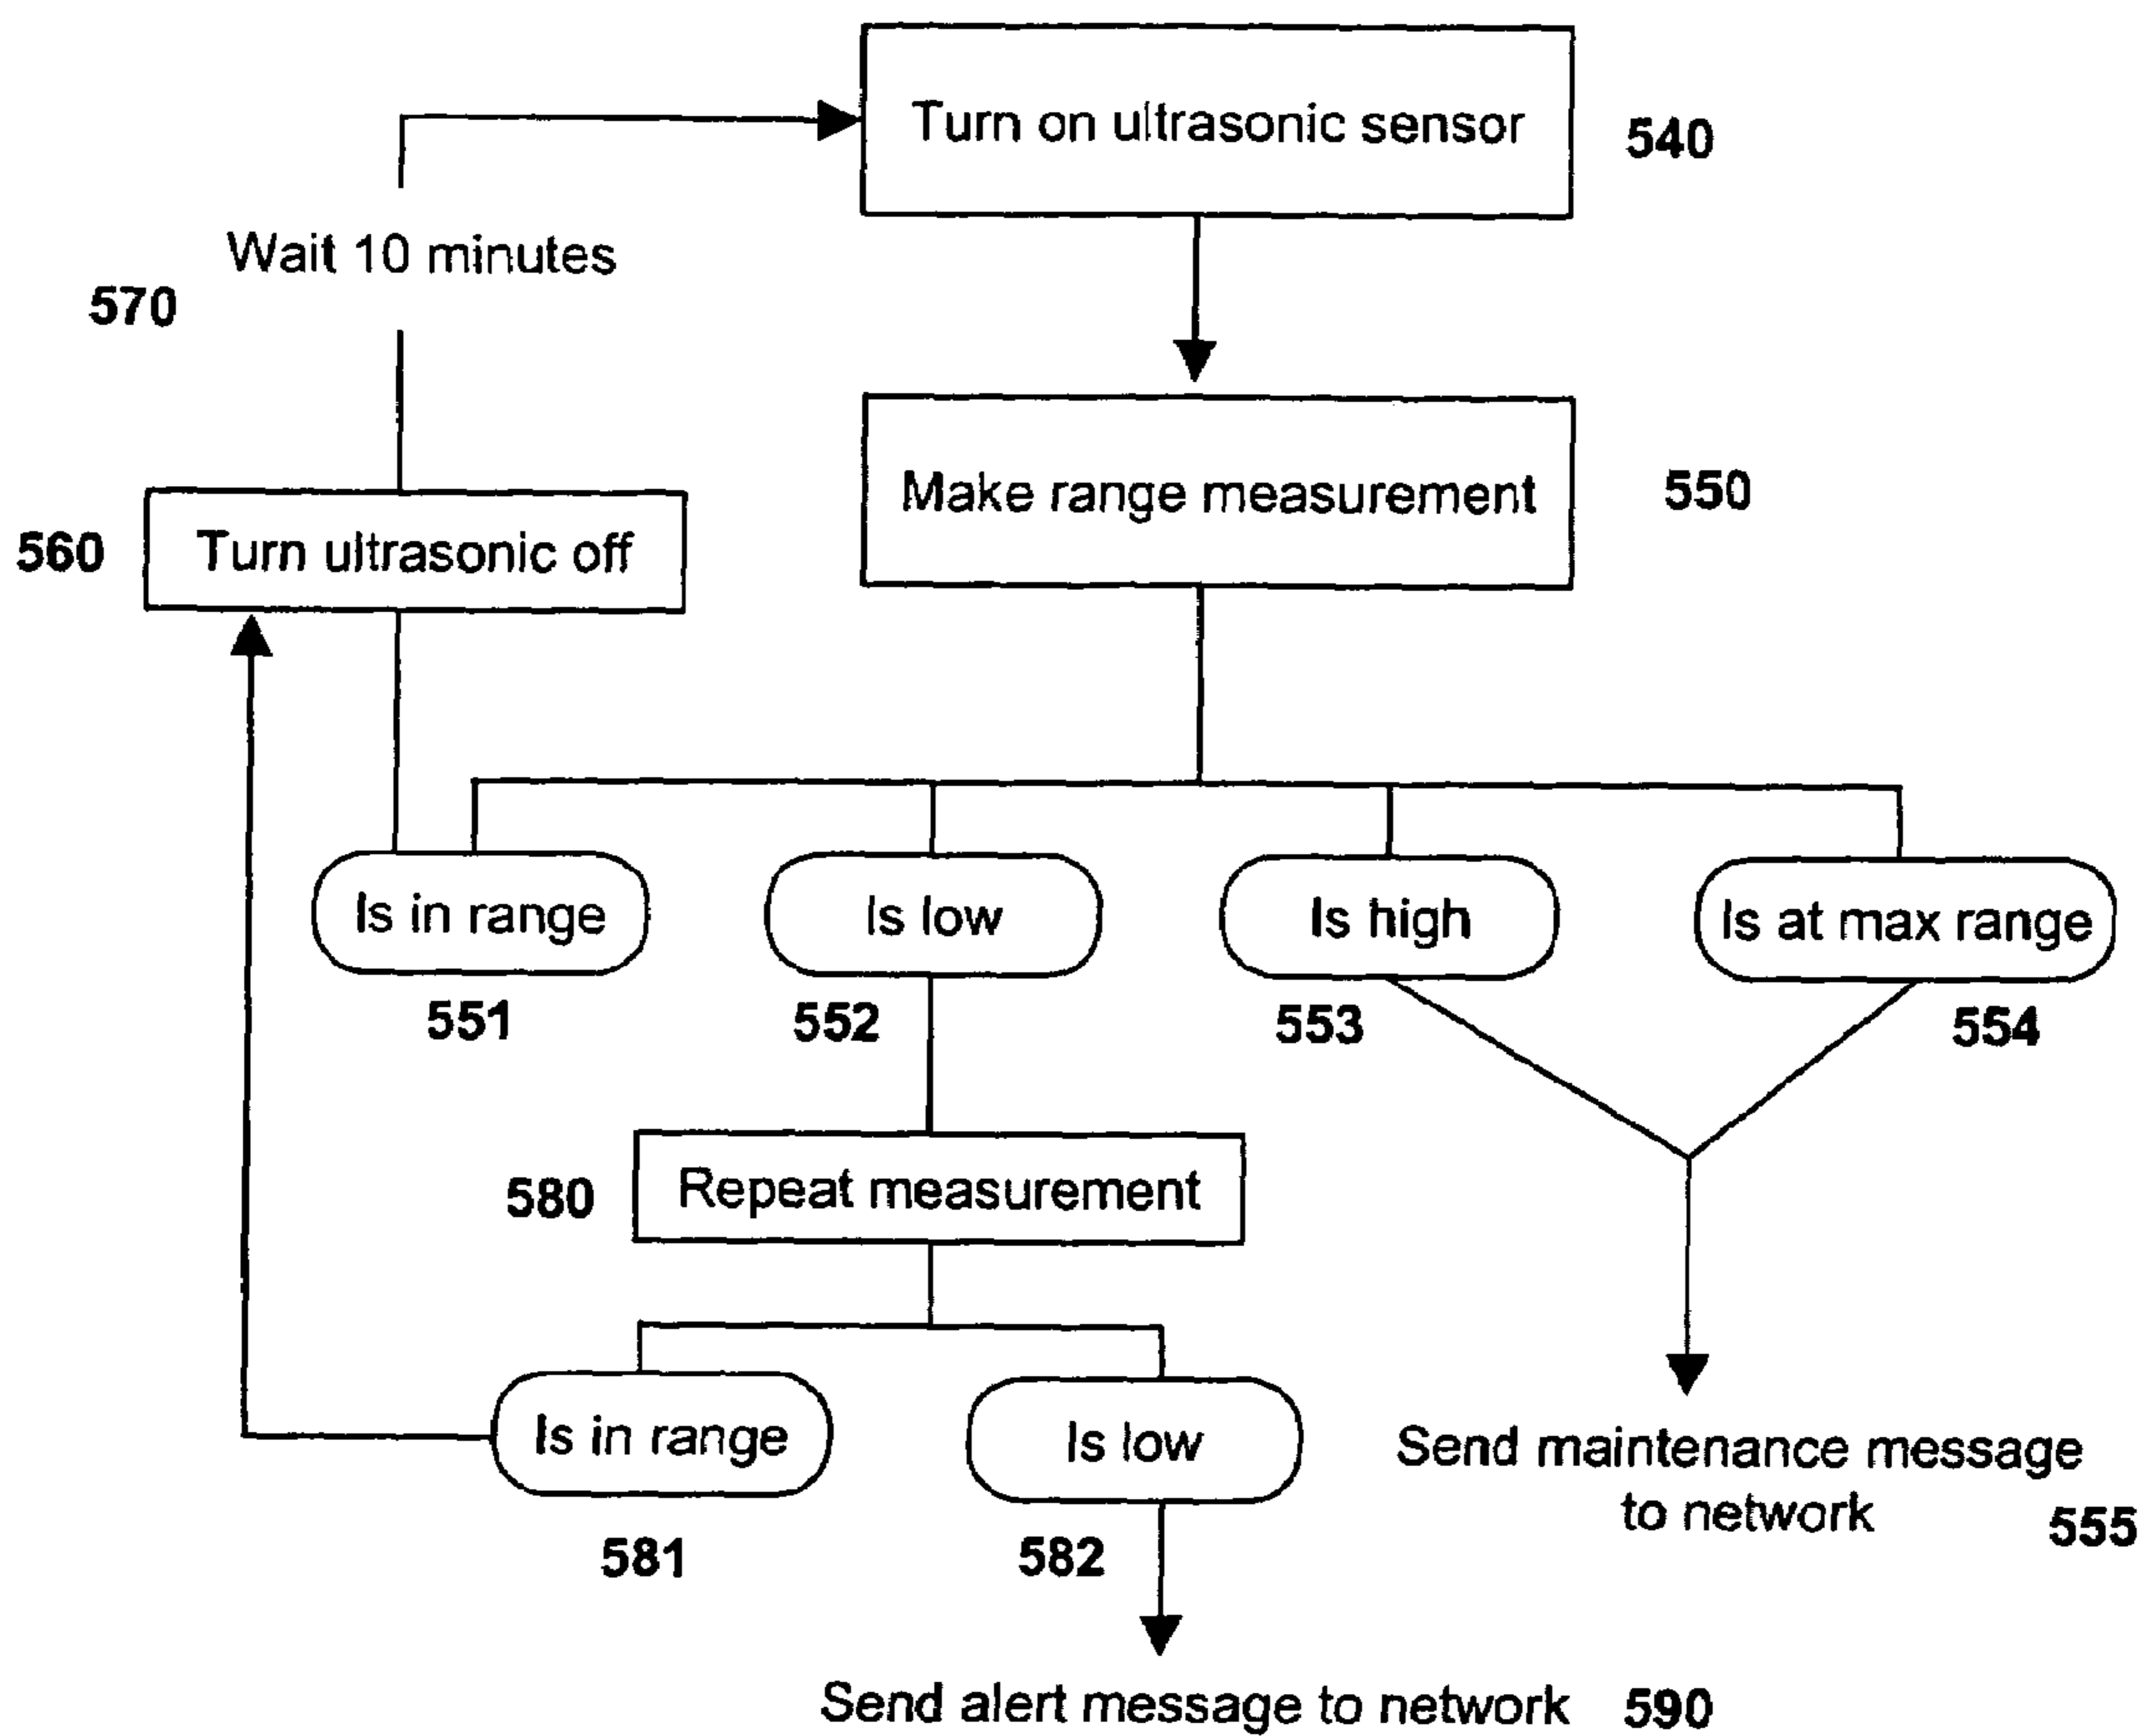 Turn on ultrasonic sensor
540
Wait 10 minutes
570
Make range measurement
550
560
Turn ultrasonic off
Is in range
Is low
Is high
Is at max range
551
552
553
554
580
Repeat measurement
Is in range
Is low
Send maintenance message
to network
555
581
582
Send alert message to network
590